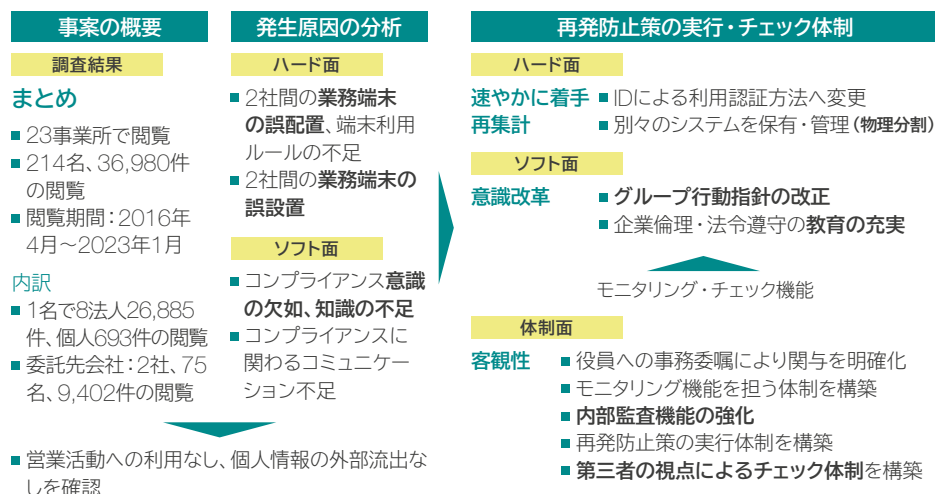 事案の概要
調査結果
まとめ
■ 23事業所で閲覧
■ 214名、36,980件
の閲覧
■ 閲覧期間：2016年
4月～2023年1月
内訳
■ 1名で8法人26,885
件、個人693件の閲覧
■ 委託先会社：2社、75
名、9,402件の閲覧
発生原因の分析
ハード面
■ 2社間の業務端末
の誤配置、端末利用
ルールの不足
■ 2社間の業務端末の
誤設置
ソフト面
■ コンプライアンス意識
の欠如、知識の不足
■ コンプライアンスに
関わるコミュニケー
ション不足
■ 営業活動への利用なし、個人情報の外部流出な
しを確認
再発防止策の実行・チェック体制
ハード面
速やかに着手 ■ IDによる利用認証方法へ変更
再集計 ■ 別々のシステムを保有・管理（物理分割）
ソフト面
意識改革 ■ グループ行動指針の改正
■ 企業倫理・法令遵守の教育の充実
モニタリング・チェック機能
体制面
客観性 ■ 役員への事務委嘱により関与を明確化
■ モニタリング機能を担う体制を構築
■ 内部監査機能の強化
■ 再発防止策の実行体制を構築
■ 第三者の視点によるチェック体制を構築